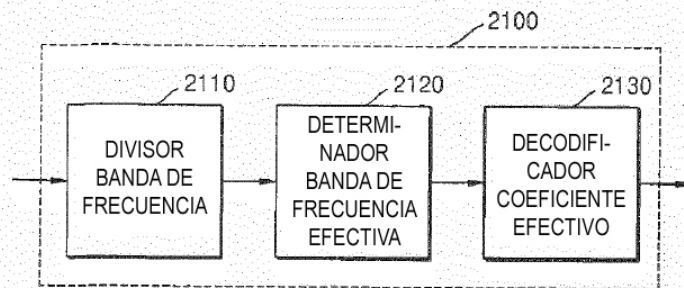 2100
2110
2120
2130
DIVISOR
BANDA DE
FRECUENCIA
DETERMI-
NADOR
BANDA DE
FRECUENCIA
EFECTIVA
DECODIFI-
CADOR
COEFICIENTE
EFECTIVO